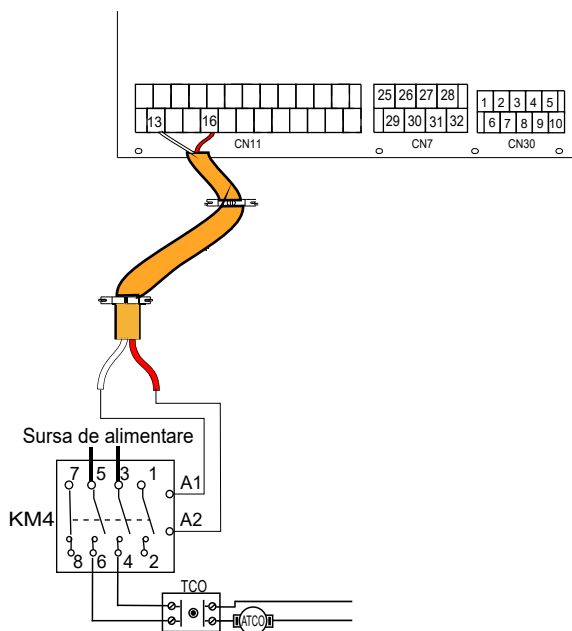 25 26 27 28
1 2 3 4 5
13 16
29 30 31 32
6 7 8 9 10
CN11 CN7 CN30
Sursa de alimentare
7 5 3 1
A1
KM4
A2
8 6 4 2
TCO
ATCO